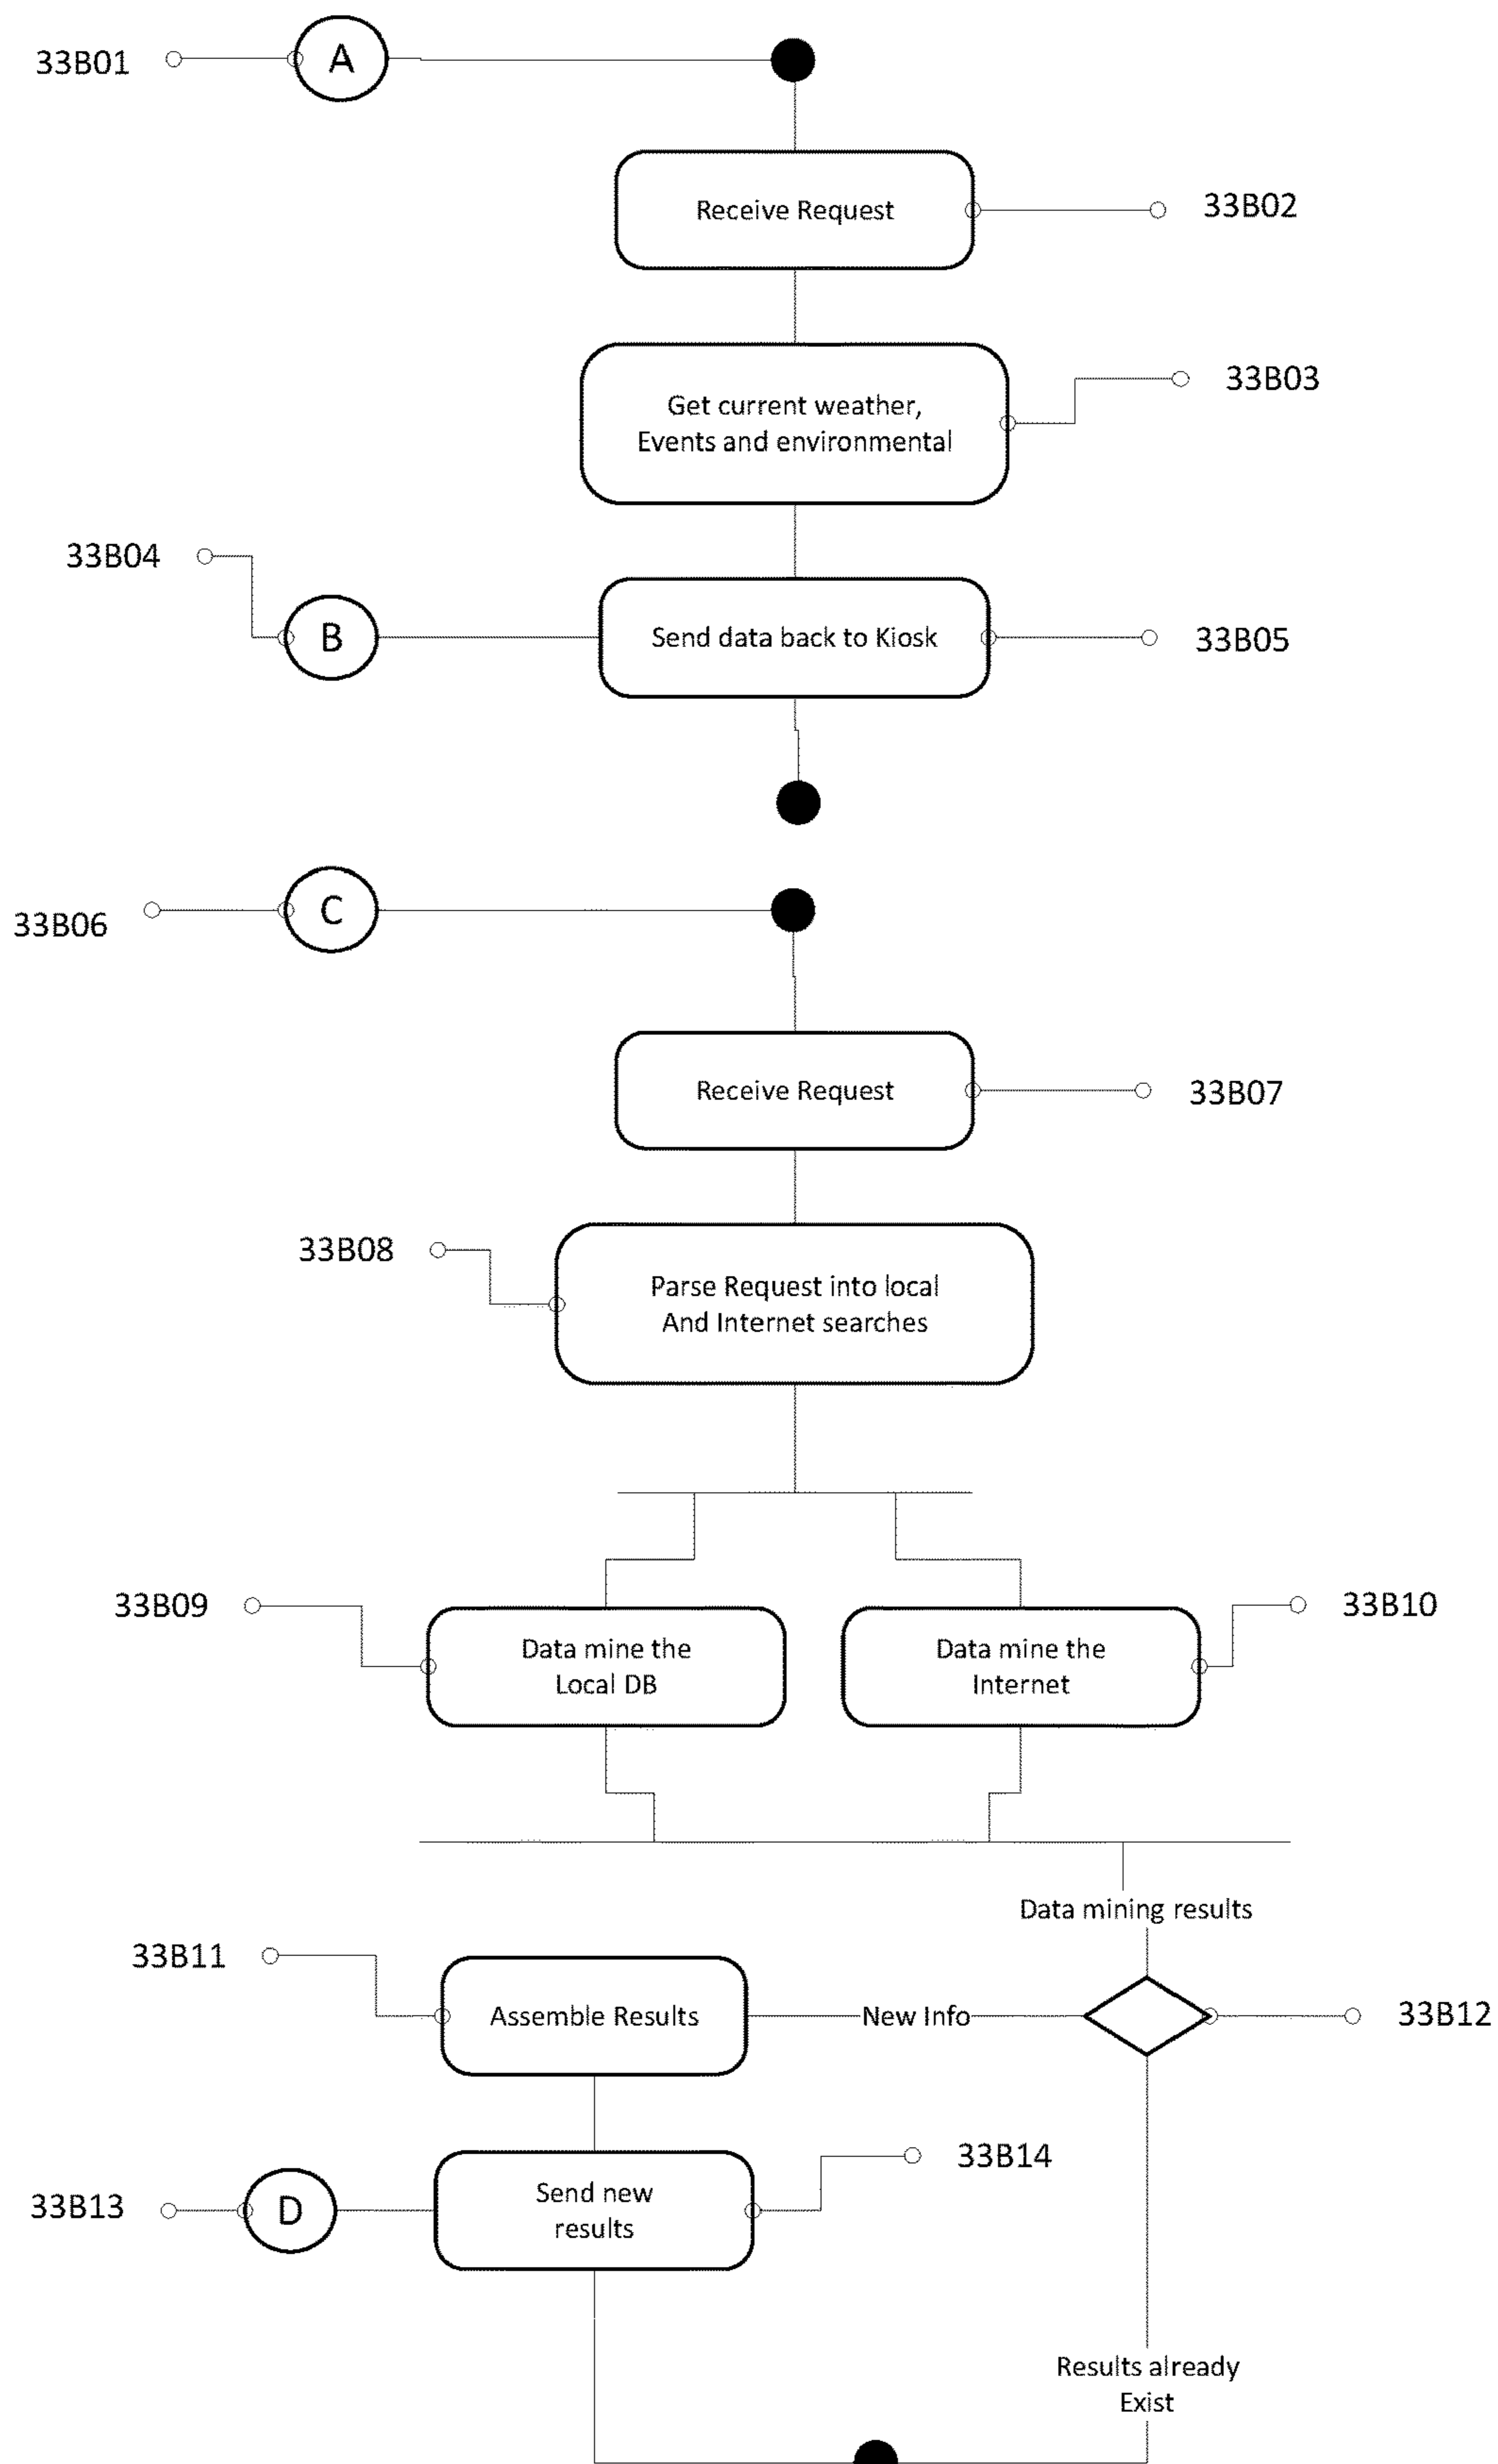 33B01
A
Receive Request
33B02
Get current weather,
Events and environmental
33B03
33B04
B
Send data back to Kiosk
33B05
33B06
C
Receive Request
33B07
33B08
Parse Request into local
And Internet searches
33B09
Data mine the
Local DB
Data mine the
Internet
33B10
Data mining results
33B11
Assemble Results
New Info
33B12
33B13
D
Send new
results
33B14
Results already
Exist